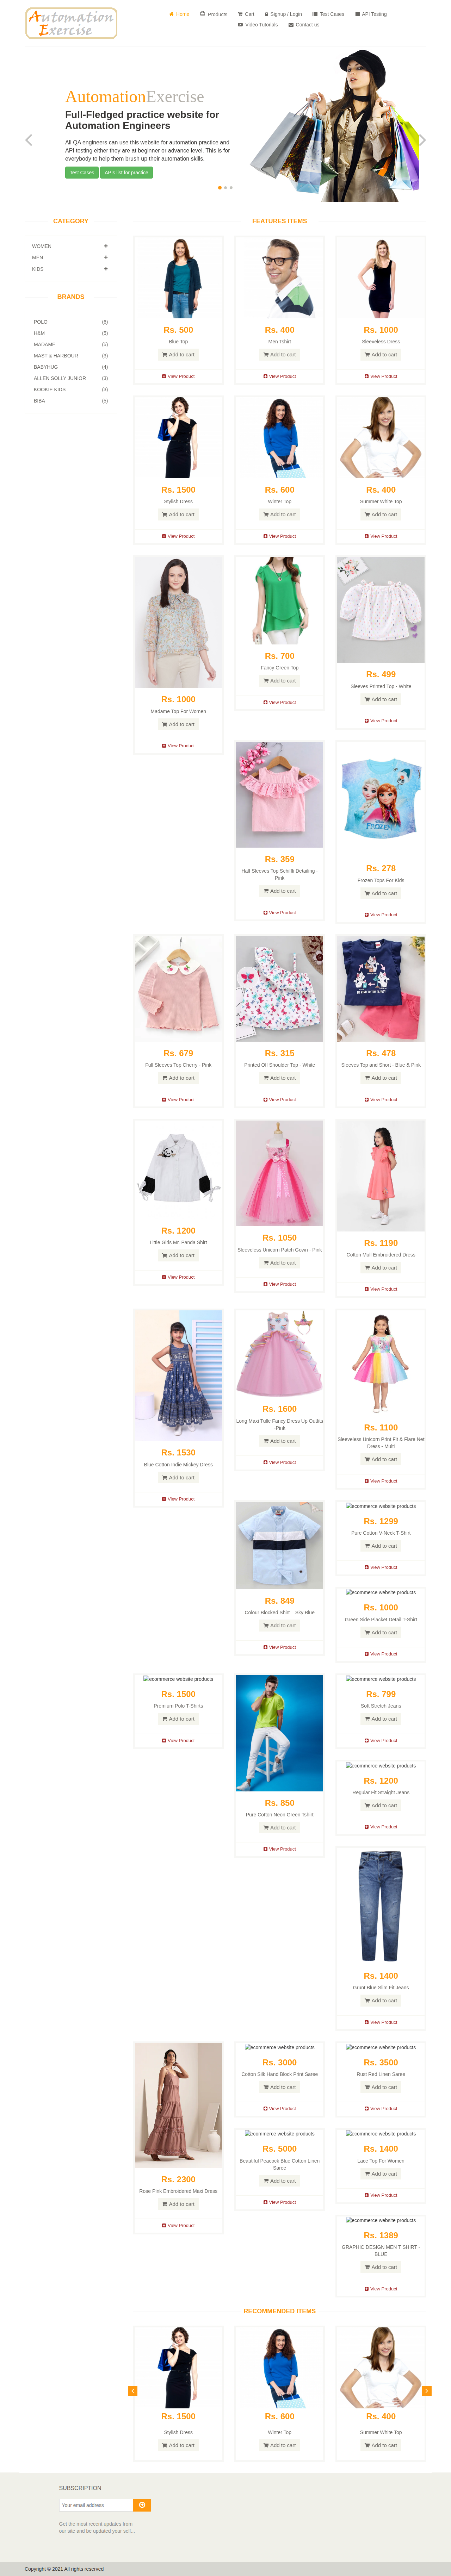 Automation
Exercise
Home
Products
Cart
Signup / Login
Test Cases
API Testing
Video Tutorials
Contact us
AutomationExercise
Full-Fledged practice website for
Automation Engineers
All QA engineers can use this website for automation practice and
API testing either they are at beginner or advance level. This is for
everybody to help them brush up their automation skills.
Test Cases
APIs list for practice
CATEGORY
WOMEN
MEN
KIDS
BRANDS
POLO (6)
H&M (5)
MADAME (5)
MAST & HARBOUR (3)
BABYHUG (4)
ALLEN SOLLY JUNIOR (3)
KOOKIE KIDS (3)
BIBA (5)
FEATURES ITEMS
Rs. 500
Blue Top
Add to cart
View Product
Rs. 400
Men Tshirt
Add to cart
View Product
Rs. 1000
Sleeveless Dress
Add to cart
View Product
Rs. 1500
Stylish Dress
Add to cart
View Product
Rs. 600
Winter Top
Add to cart
View Product
Rs. 400
Summer White Top
Add to cart
View Product
Rs. 1000
Madame Top For Women
Add to cart
View Product
Rs. 700
Fancy Green Top
Add to cart
View Product
Rs. 499
Sleeves Printed Top - White
Add to cart
View Product
Rs. 359
Half Sleeves Top Schiffli Detailing -
Pink
Add to cart
View Product
FROZEN
Rs. 278
Frozen Tops For Kids
Add to cart
View Product
Rs. 679
Full Sleeves Top Cherry - Pink
Add to cart
View Product
Rs. 315
Printed Off Shoulder Top - White
Add to cart
View Product
Rs. 478
Sleeves Top and Short - Blue & Pink
Add to cart
View Product
Rs. 1200
Little Girls Mr. Panda Shirt
Add to cart
View Product
Rs. 1050
Sleeveless Unicorn Patch Gown - Pink
Add to cart
View Product
Rs. 1190
Cotton Mull Embroidered Dress
Add to cart
View Product
Rs. 1530
Blue Cotton Indie Mickey Dress
Add to cart
View Product
Rs. 1600
Long Maxi Tulle Fancy Dress Up Outfits
-Pink
Add to cart
View Product
Rs. 1100
Sleeveless Unicorn Print Fit & Flare Net
Dress - Multi
Add to cart
View Product
Rs. 849
Colour Blocked Shirt – Sky Blue
Add to cart
View Product
ecommerce website products
Rs. 1299
Pure Cotton V-Neck T-Shirt
Add to cart
View Product
ecommerce website products
Rs. 1000
Green Side Placket Detail T-Shirt
Add to cart
View Product
ecommerce website products
Rs. 1500
Premium Polo T-Shirts
Add to cart
View Product
Rs. 850
Pure Cotton Neon Green Tshirt
Add to cart
View Product
ecommerce website products
Rs. 799
Soft Stretch Jeans
Add to cart
View Product
ecommerce website products
Rs. 1200
Regular Fit Straight Jeans
Add to cart
View Product
Rs. 1400
Grunt Blue Slim Fit Jeans
Add to cart
View Product
Rs. 2300
Rose Pink Embroidered Maxi Dress
Add to cart
View Product
ecommerce website products
Rs. 3000
Cotton Silk Hand Block Print Saree
Add to cart
View Product
ecommerce website products
Rs. 3500
Rust Red Linen Saree
Add to cart
View Product
ecommerce website products
Rs. 5000
Beautiful Peacock Blue Cotton Linen
Saree
Add to cart
View Product
ecommerce website products
Rs. 1400
Lace Top For Women
Add to cart
View Product
ecommerce website products
Rs. 1389
GRAPHIC DESIGN MEN T SHIRT -
BLUE
Add to cart
View Product
RECOMMENDED ITEMS
Rs. 1500
Stylish Dress
Add to cart
Rs. 600
Winter Top
Add to cart
Rs. 400
Summer White Top
Add to cart
SUBSCRIPTION
Your email address
Get the most recent updates from
our site and be updated your self...
Copyright © 2021 All rights reserved